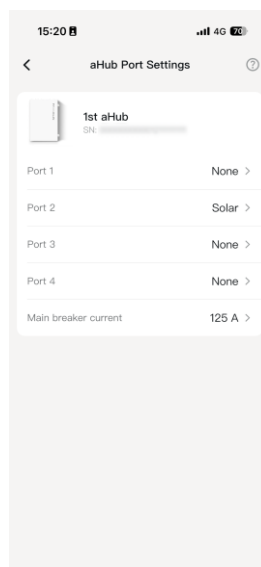 15:20 4G 70
aHub Port Settings
1st aHub
SN:
Port 1 None
Port 2 Solar
Port 3 None
Port 4 None
Main breaker current 125 A